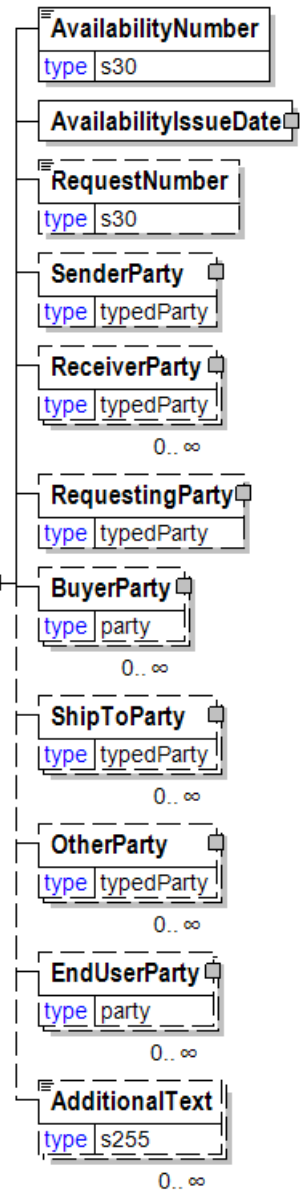 AvailabilityNumber
type s30
AvailabilityIssueDate
RequestNumber
type s30
SenderParty
type typedParty
ReceiverParty
type typedParty
0.. ∞
RequestingParty
type typedParty
BuyerParty
type party
0.. ∞
ShipToParty
type typedParty
0.. ∞
OtherParty
type typedParty
0.. ∞
EndUserParty
type party
0.. ∞
AdditionalText
type s255
0.. ∞